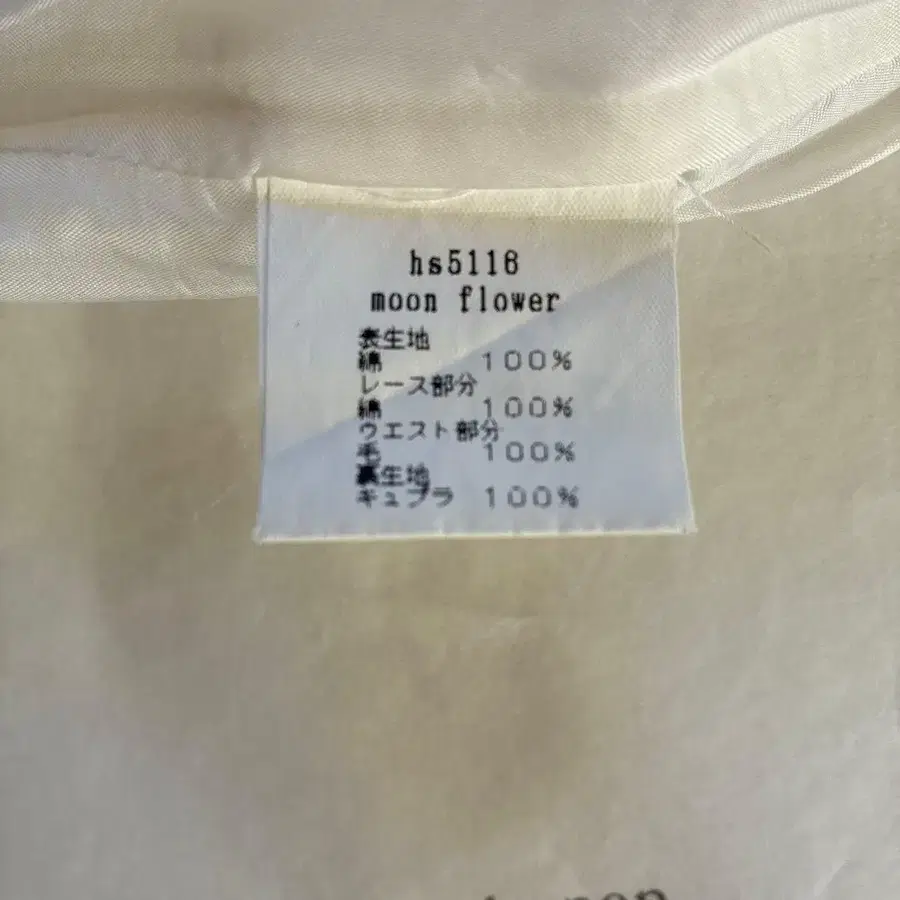 hs5116
moon flower
表生地
綿 100%
レース部分
綿 100%
ウエスト部分
毛 100%
裏生地
キュプラ 100%